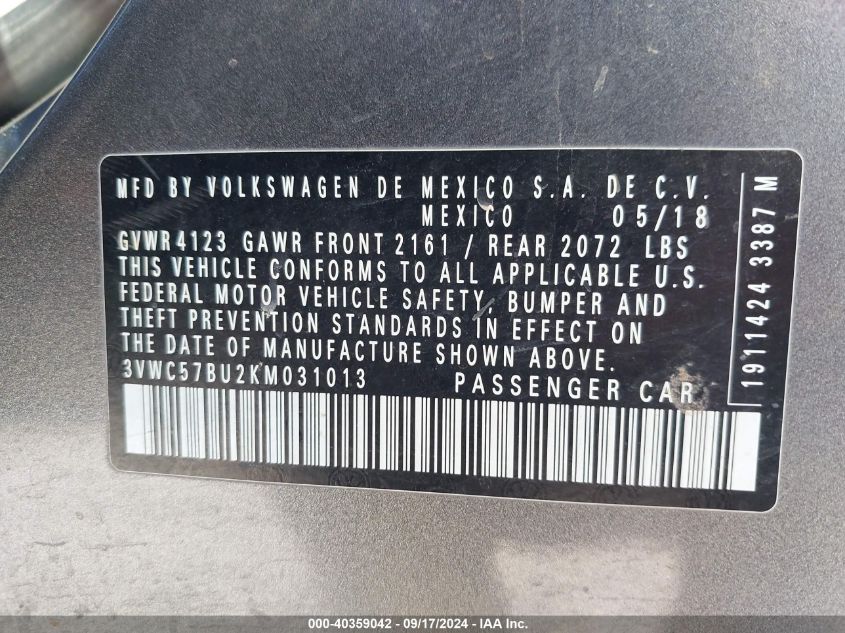 MFD BY VOLKSWAGEN DE MEXICO S.A. DE C.V.
MEXICO 05/18
GVWR 4123 GAWR FRONT 2161 / REAR 2072 LBS
THIS VEHICLE CONFORMS TO ALL APPLICABLE U.S.
FEDERAL MOTOR VEHICLE SAFETY, BUMPER AND
THEFT PREVENTION STANDARDS IN EFFECT ON
THE DATE OF MANUFACTURE SHOWN ABOVE.
3VWC57BU2KM031013 PASSENGER CAR
1911424 3387 M
000-40359042 - 09/17/2024 - IAA Inc.